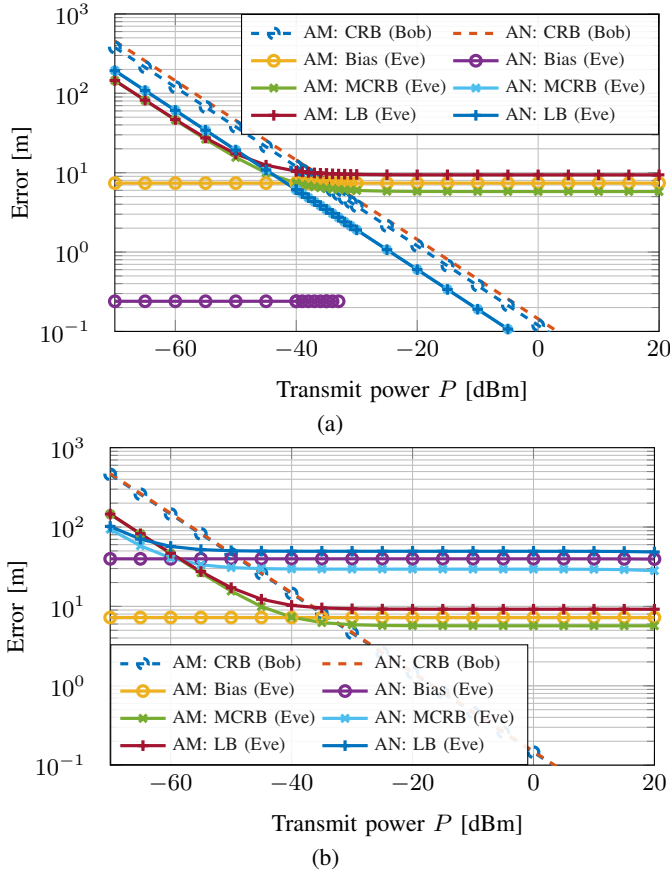 10^3
AM: CRB (Bob) AN: CRB (Bob)
AM: Bias (Eve) AN: Bias (Eve)
AM: MCRB (Eve) AN: MCRB (Eve)
AM: LB (Eve) AN: LB (Eve)
10^2
10^1
10^0
10^−1
Error [m]
−60 −40 −20 0 20
Transmit power P [dBm]
(a)
10^3
10^2
10^1
10^0
10^−1
Error [m]
AM: CRB (Bob) AN: CRB (Bob)
AM: Bias (Eve) AN: Bias (Eve)
AM: MCRB (Eve) AN: MCRB (Eve)
AM: LB (Eve) AN: LB (Eve)
−60 −40 −20 0 20
Transmit power P [dBm]
(b)